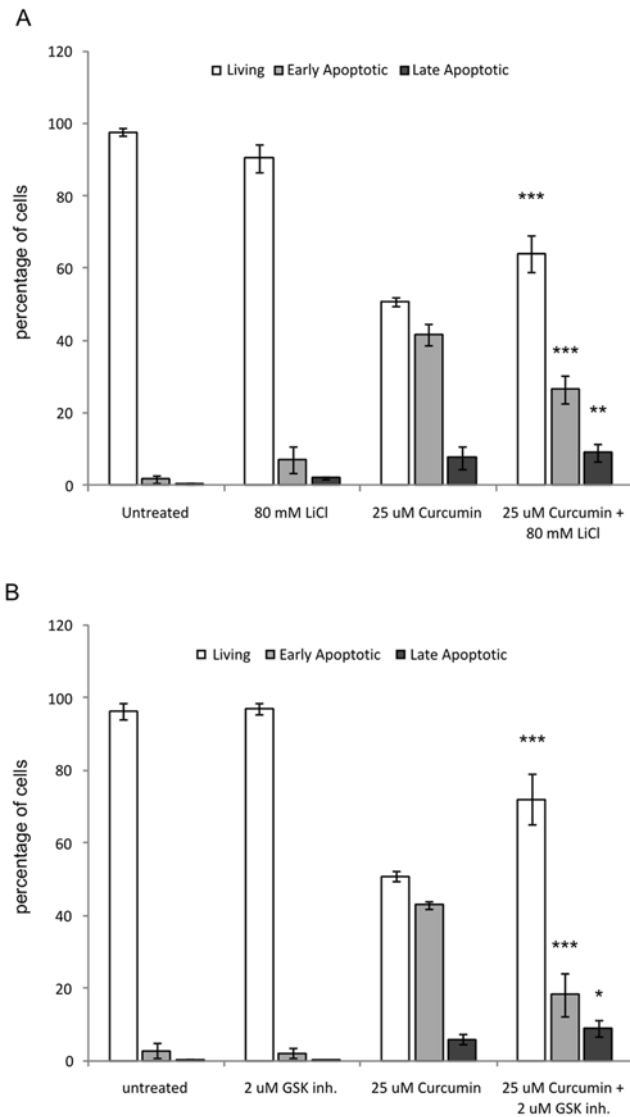 A
120
Living Early Apoptotic Late Apoptotic
100
***
80
60
***
40
**
20
0
percentage of cells
Untreated 80 mM LiCl 25 uM Curcumin 25 uM Curcumin +
80 mM LiCl
B
120
Living Early Apoptotic Late Apoptotic
100
***
80
60
***
40
*
20
0
percentage of cells
untreated 2 uM GSK inh. 25 uM Curcumin 25 uM Curcumin +
2 uM GSK inh.